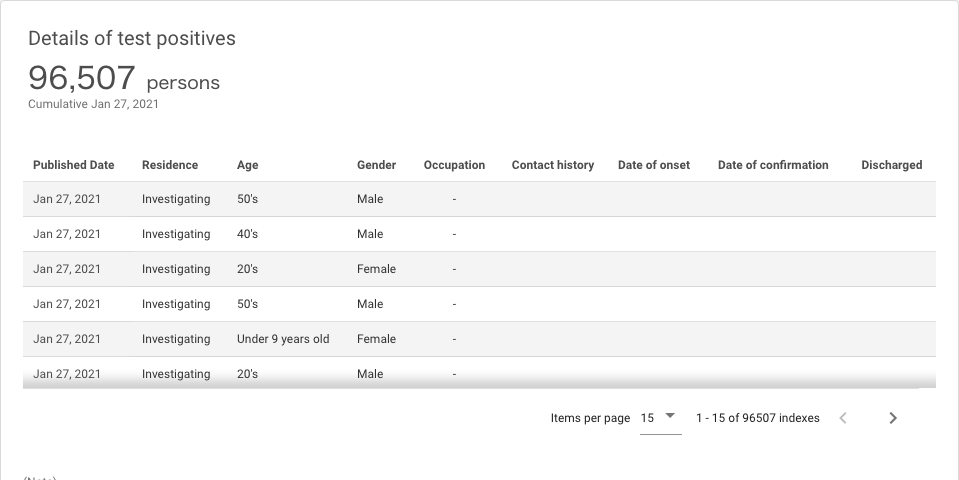 Details of test positives
96,507 persons
Cumulative Jan 27, 2021
Published Date Residence Age Gender Occupation Contact history Date of onset Date of confirmation Discharged
Jan 27, 2021 Investigating 50's Male -
Jan 27, 2021 Investigating 40's Male -
Jan 27, 2021 Investigating 20's Female -
Jan 27, 2021 Investigating 50's Male -
Jan 27, 2021 Investigating Under 9 years old Female -
Jan 27, 2021 Investigating 20's Male -
Items per page 15 1 - 15 of 96507 indexes
(Note)